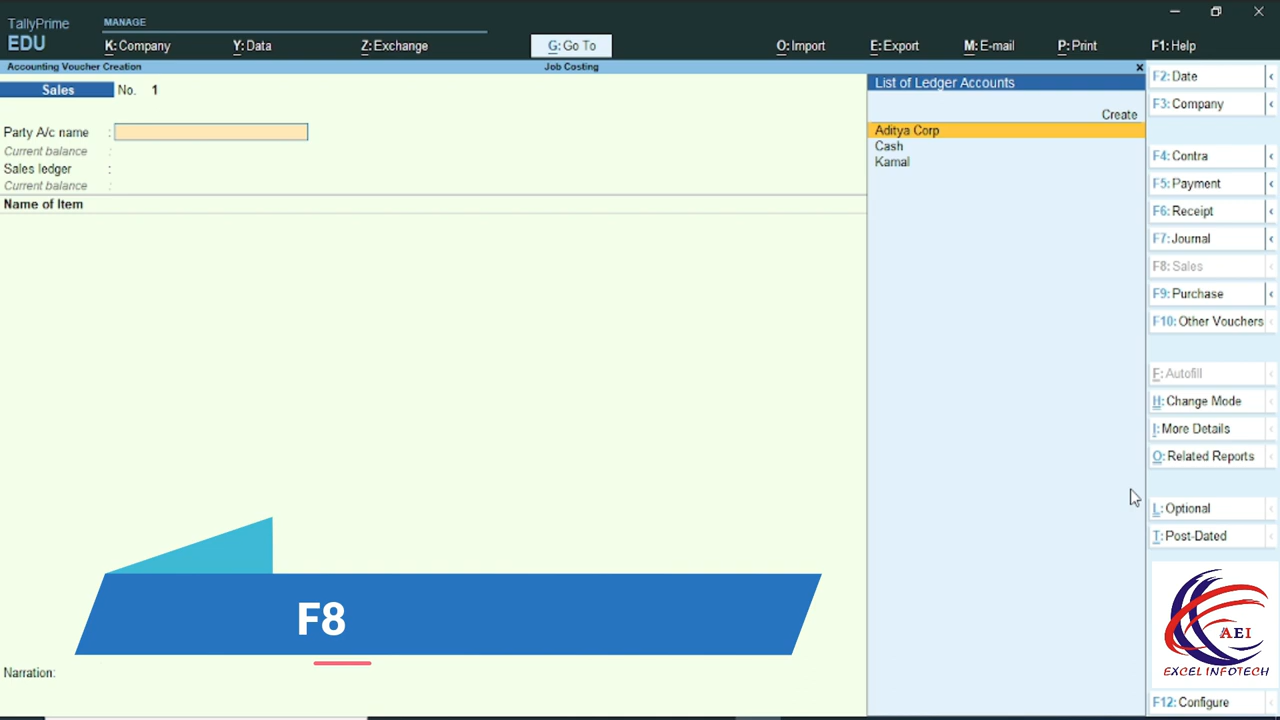 TallyPrime
EDU
MANAGE
K: Company
Y: Data
Z: Exchange
G: Go To
O: Import
E: Export
M: E-mail
P: Print
F1: Help
Accounting Voucher Creation
Job Costing
Sales No. 1
Party A/c name :
Current balance :
Sales ledger :
Current balance :
Name of Item
List of Ledger Accounts
Create
Aditya Corp
Cash
Kamal
F2: Date
F3: Company
F4: Contra
F5: Payment
F6: Receipt
F7: Journal
F8: Sales
F9: Purchase
F10: Other Vouchers
F: Autofill
H: Change Mode
I: More Details
O: Related Reports
L: Optional
T: Post-Dated
F8
AEI
EXCEL INFOTECH
Narration:
F12: Configure